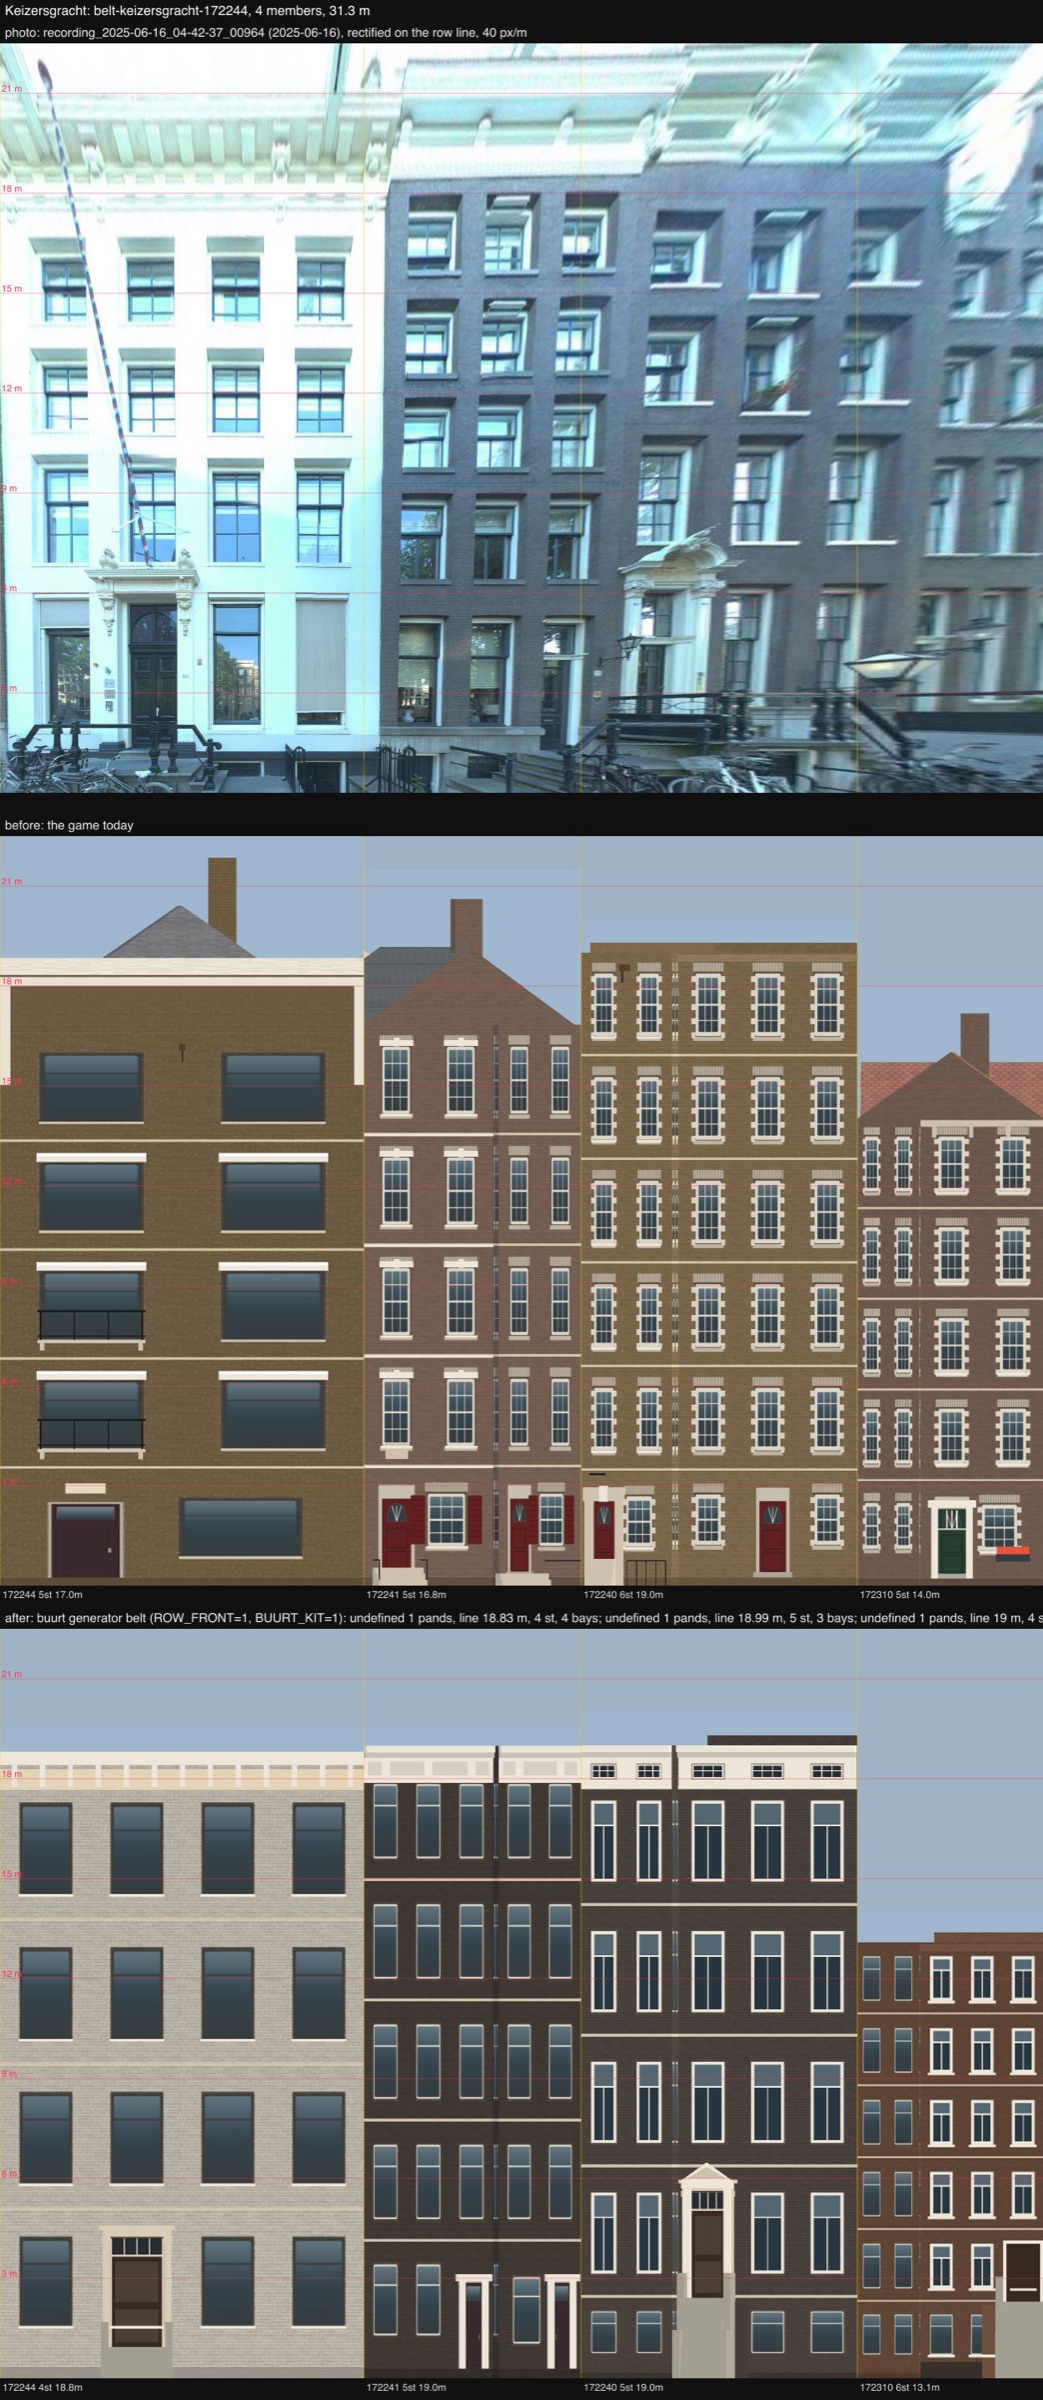 Keizersgracht: belt-keizersgracht-172244, 4 members, 31.3 m
photo: recording_2025-06-16_04-42-37_00964 (2025-06-16), rectified on the row line, 40 px/m
21 m
18 m
15 m
12 m
9 m
6 m
3 m
before: the game today
21 m
18 m
15 m
12 m
9 m
6 m
3 m
172244 5st 17.0m
172241 5st 16.8m
172240 6st 19.0m
172310 5st 14.0m
after: buurt generator belt (ROW_FRONT=1, BUURT_KIT=1): undefined 1 pands, line 18.83 m, 4 st, 4 bays; undefined 1 pands, line 18.99 m, 5 st, 3 bays; undefined 1 pands, line 19 m, 4 s
21 m
18 m
15 m
12 m
9 m
6 m
3 m
172244 4st 18.8m
172241 5st 19.0m
172240 5st 19.0m
172310 6st 13.1m